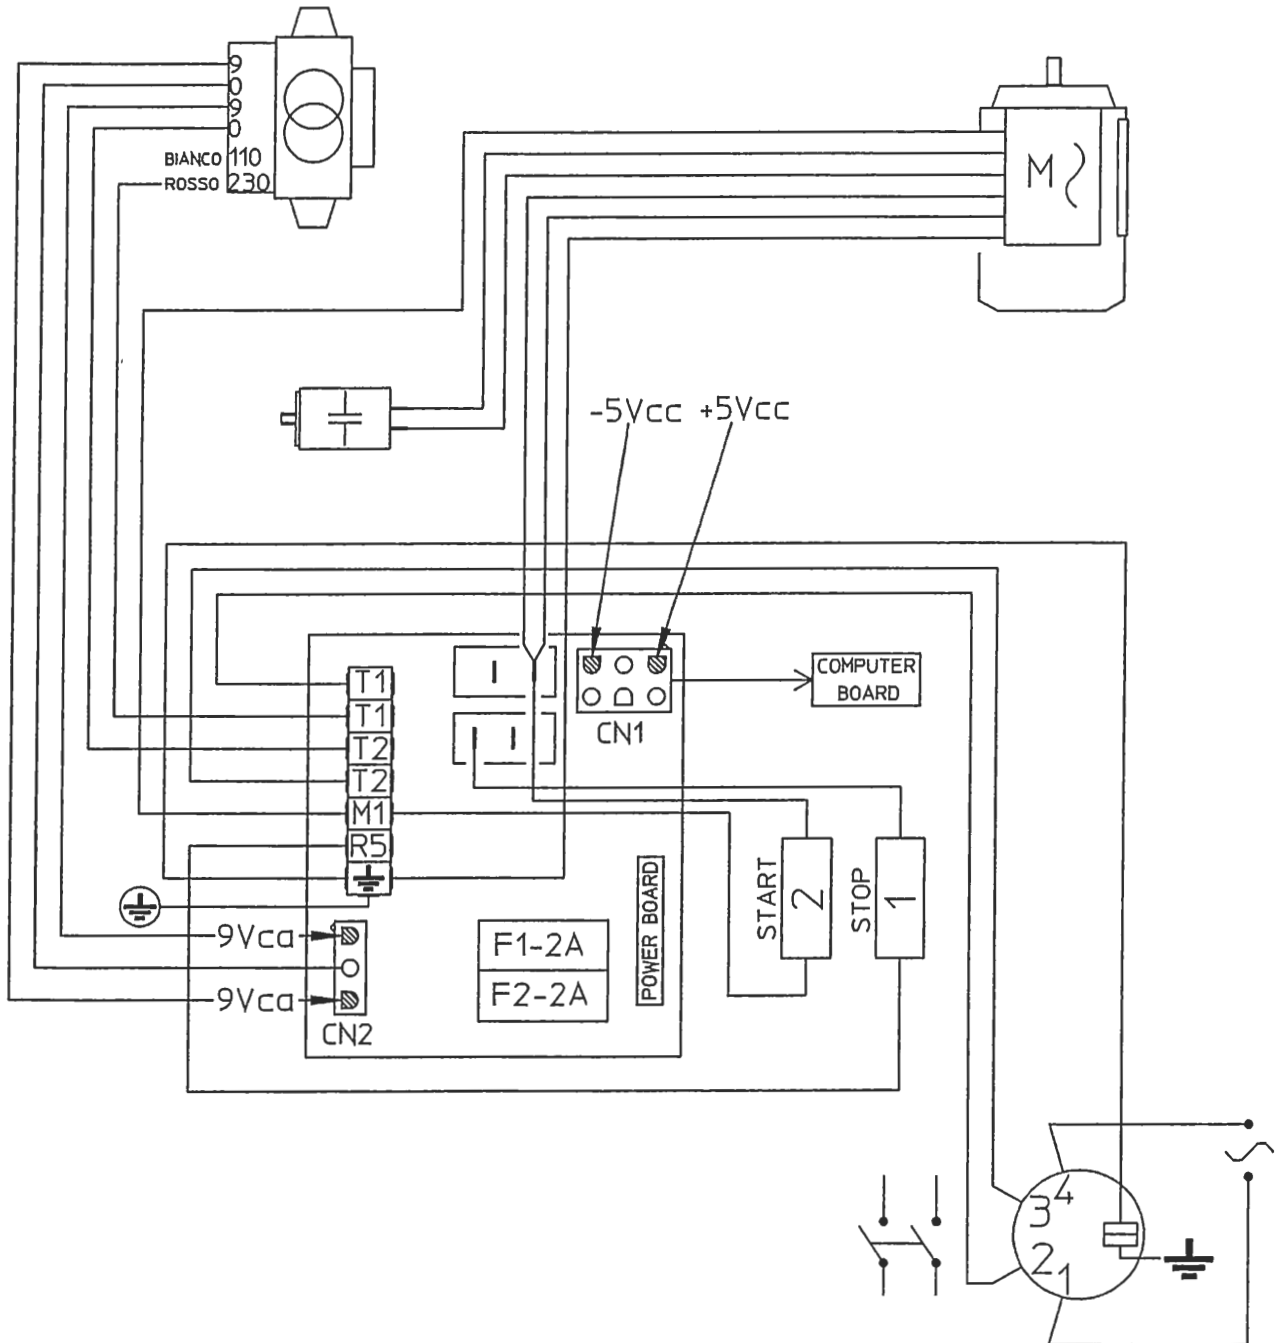 9
0
9
0
BIANCO 110
ROSSO 230
M
-5Vcc +5Vcc
COMPUTER
BOARD
CN1
T1
T1
T2
T2
M1
R5
9Vca
9Vca
CN2
F1-2A
F2-2A
POWER BOARD
START
2
STOP
1
4
3
2
1